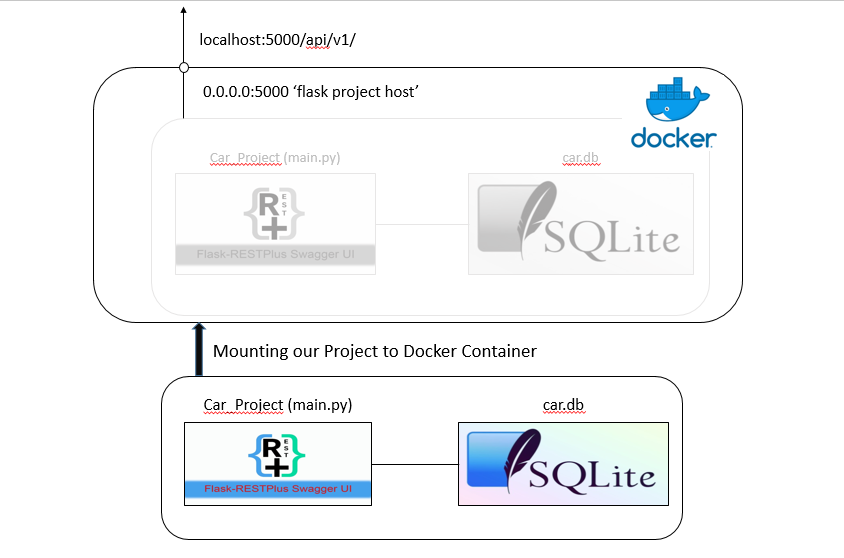 localhost:5000/api/v1/
0.0.0.0:5000 ‘flask project host’
docker
Car_Project (main.py)
car.db
{R+} REST
SQLite
Flask-RESTPlus Swagger UI
Mounting our Project to Docker Container
Car_Project (main.py)
car.db
{R+} REST
SQLite
Flask-RESTPlus Swagger UI